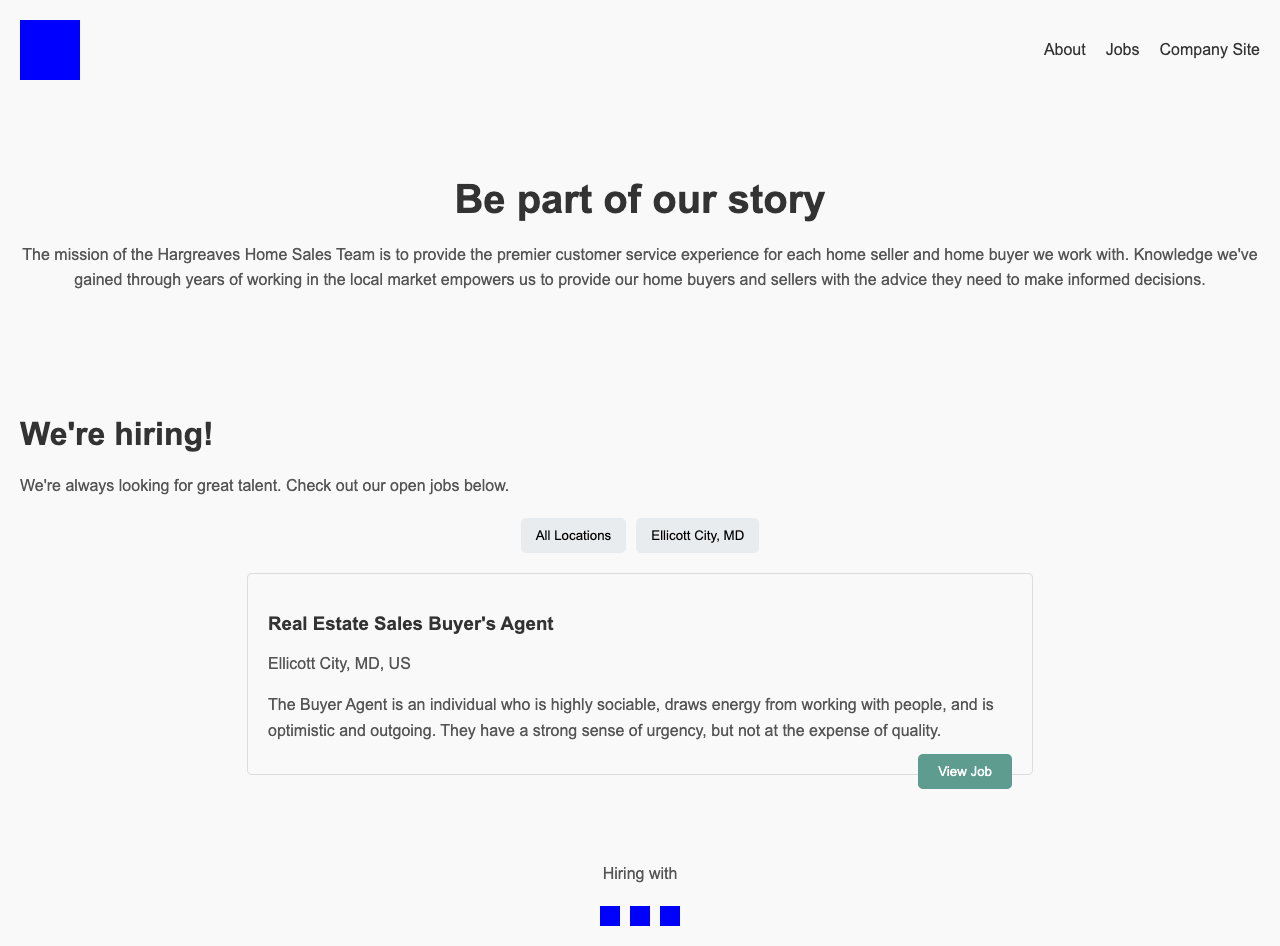 About Jobs Company Site
Be part of our story
The mission of the Hargreaves Home Sales Team is to provide the premier customer service experience for each home seller and home buyer we work with. Knowledge we've
gained through years of working in the local market empowers us to provide our home buyers and sellers with the advice they need to make informed decisions.
We're hiring!
We're always looking for great talent. Check out our open jobs below.
All Locations Ellicott City, MD
Real Estate Sales Buyer's Agent
Ellicott City, MD, US
The Buyer Agent is an individual who is highly sociable, draws energy from working with people, and is
optimistic and outgoing. They have a strong sense of urgency, but not at the expense of quality.
View Job
Hiring with